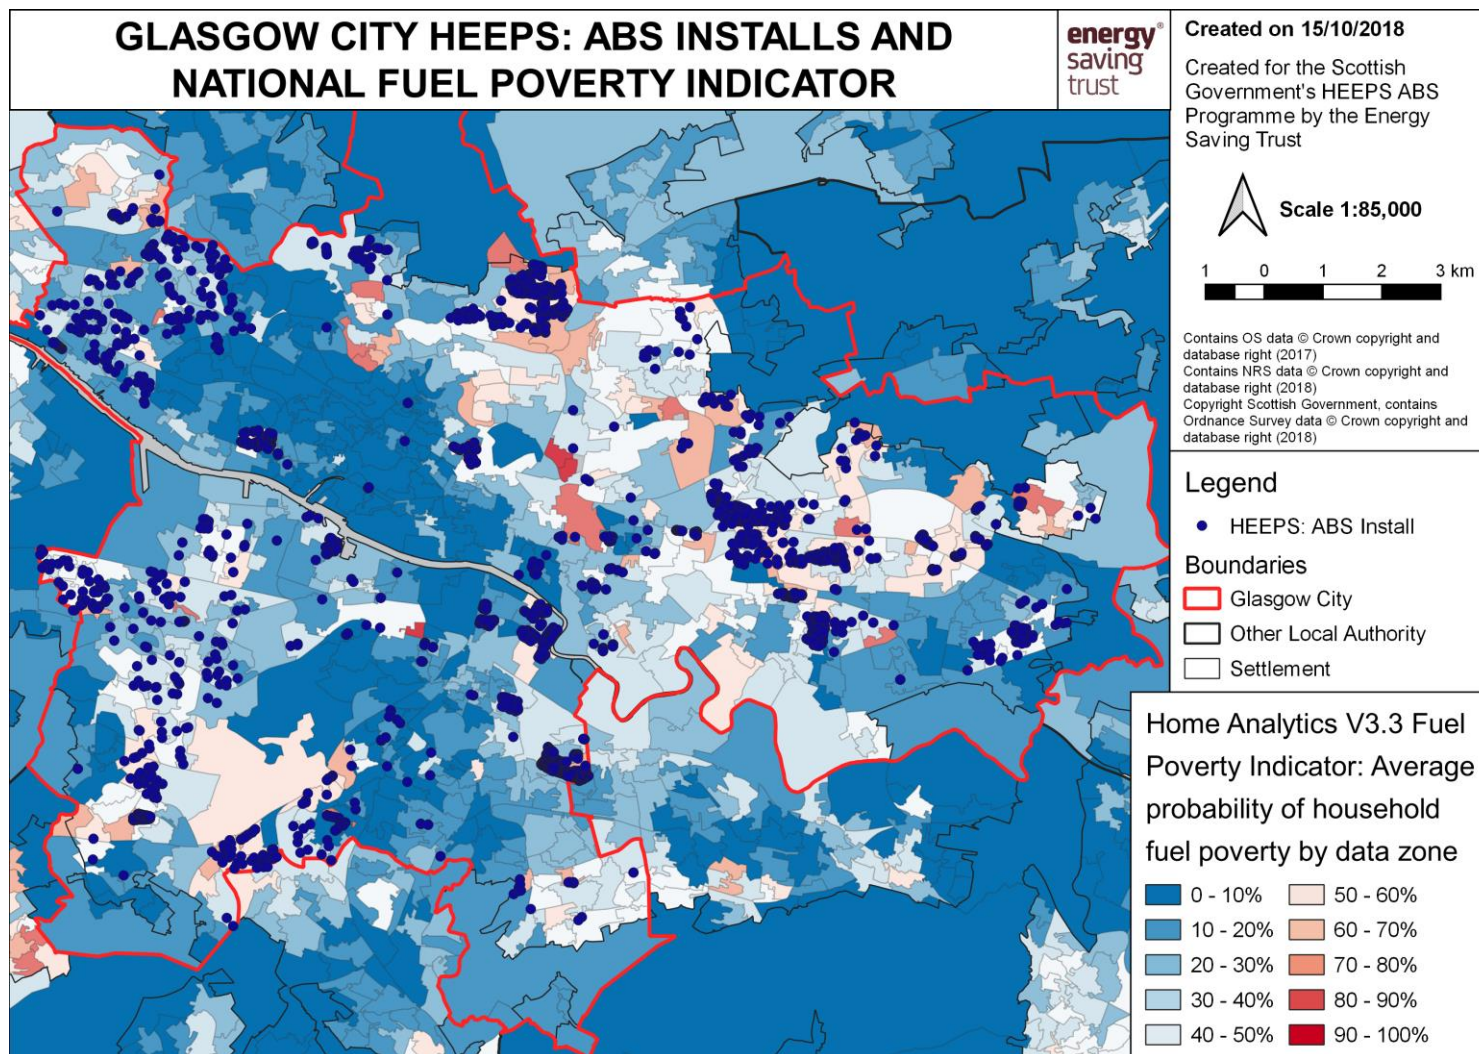 GLASGOW CITY HEEPS: ABS INSTALLS AND
NATIONAL FUEL POVERTY INDICATOR
energy®
saving
trust
Created on 15/10/2018
Created for the Scottish
Government's HEEPS ABS
Programme by the Energy
Saving Trust
Scale 1:85,000
1 0 1 2 3 km
Contains OS data © Crown copyright and
database right (2017)
Contains NRS data © Crown copyright and
database right (2018)
Copyright Scottish Government, contains
Ordnance Survey data © Crown copyright and
database right (2018)
Legend
HEEPS: ABS Install
Boundaries
Glasgow City
Other Local Authority
Settlement
Home Analytics V3.3 Fuel
Poverty Indicator: Average
probability of household
fuel poverty by data zone
0 - 10% 50 - 60%
10 - 20% 60 - 70%
20 - 30% 70 - 80%
30 - 40% 80 - 90%
40 - 50% 90 - 100%